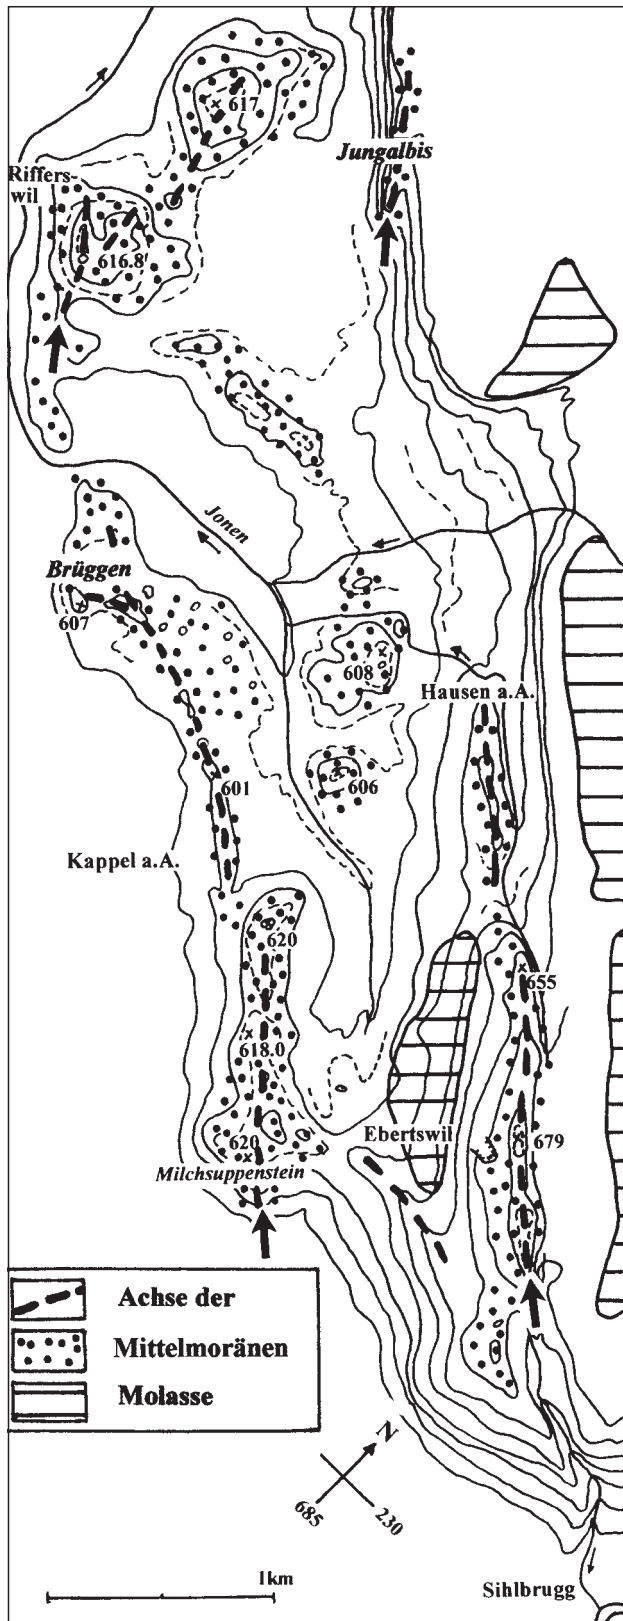 617
Jungalbis
Riffers-
wil
616.8
Jonen
Brüggen
607
608
Hausen a.A.
601
606
Kappel a.A.
620
655
618.0
Ebertswil
620
679
Milchsuppenstein
Achse der
Mittelmoränen
Molasse
N
685
230
1km
Sihlbrugg